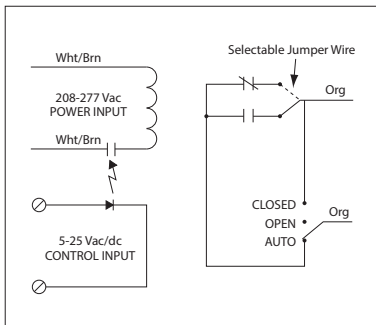 Wht/Brn
208-277 Vac
POWER INPUT
Wht/Brn
5-25 Vac/dc
CONTROL INPUT
Selectable Jumper Wire
Org
CLOSED
OPEN
AUTO
Org